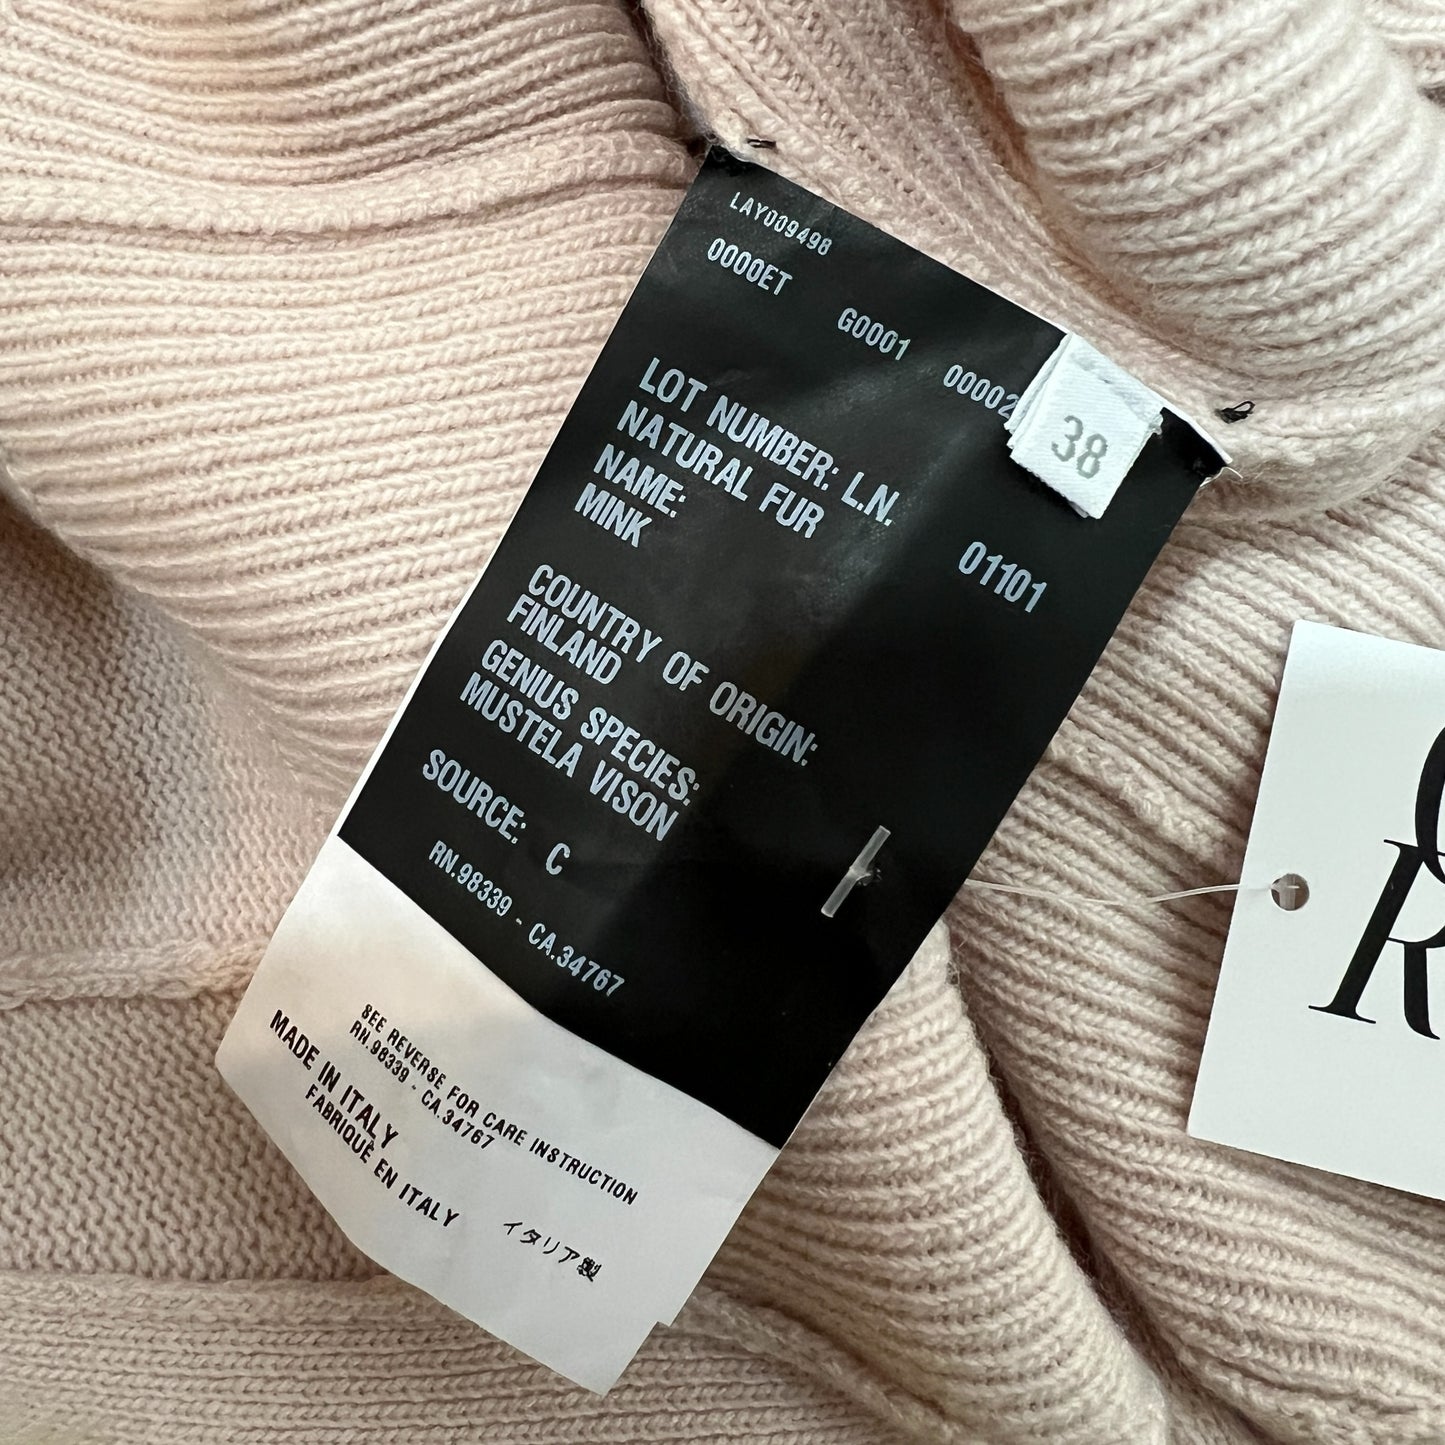 LAY009498
0000ET G0001 00002
38
LOT NUMBER: L.N.
NATURAL FUR
NAME:
MINK
01101
COUNTRY OF ORIGIN:
FINLAND
GENIUS SPECIES:
MUSTELA VISON
SOURCE: C
RN.98339 - CA.34767
SEE REVERSE FOR CARE INSTRUCTION
RN.98339 - CA.34767
MADE IN ITALY
FABRIQUÉ EN ITALY
イタリア製
R